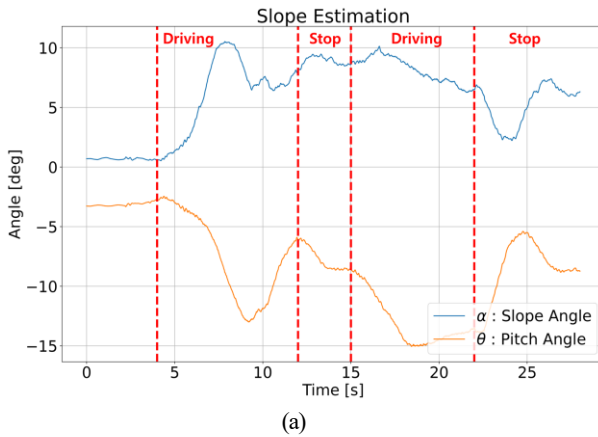 Slope Estimation
Driving Stop Driving Stop
10
5
0
−5
−10
−15
Angle [deg]
α : Slope Angle
θ : Pitch Angle
0 5 10 15 20 25
Time [s]
(a)